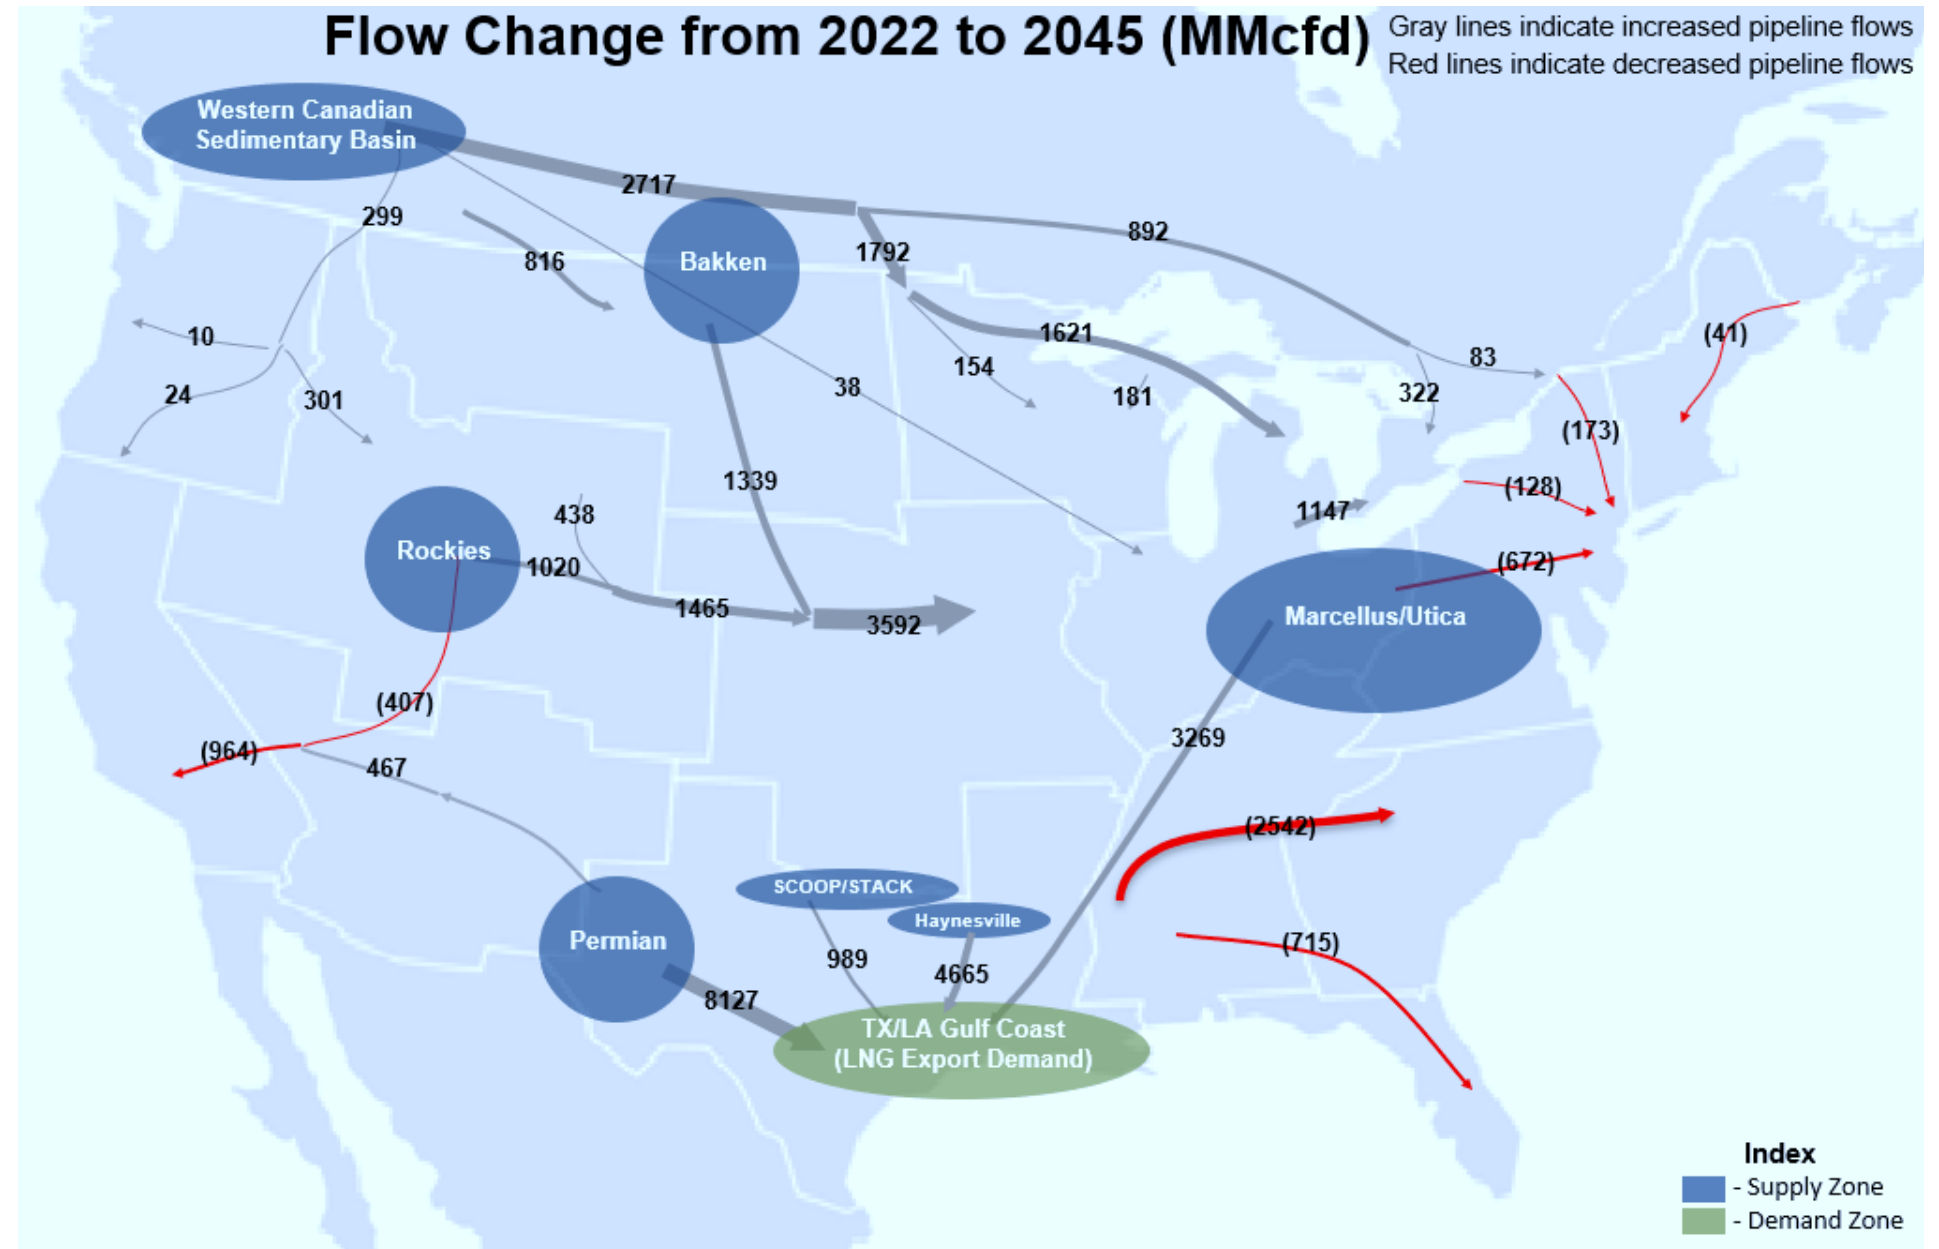 Flow Change from 2022 to 2045 (MMcfd)
Gray lines indicate increased pipeline flows
Red lines indicate decreased pipeline flows
Western Canadian
Sedimentary Basin
2717
299
892
816
Bakken
1792
10
1621
83
(41)
154
24
301
38
181
322
(173)
1339
(128)
438
1147
Rockies
1020
(672)
1465
3592
Marcellus/Utica
(407)
3269
(964)
467
(2542)
SCOOP/STACK
Haynesville
Permian
989
4665
(715)
8127
TX/LA Gulf Coast
(LNG Export Demand)
Index
- Supply Zone
- Demand Zone